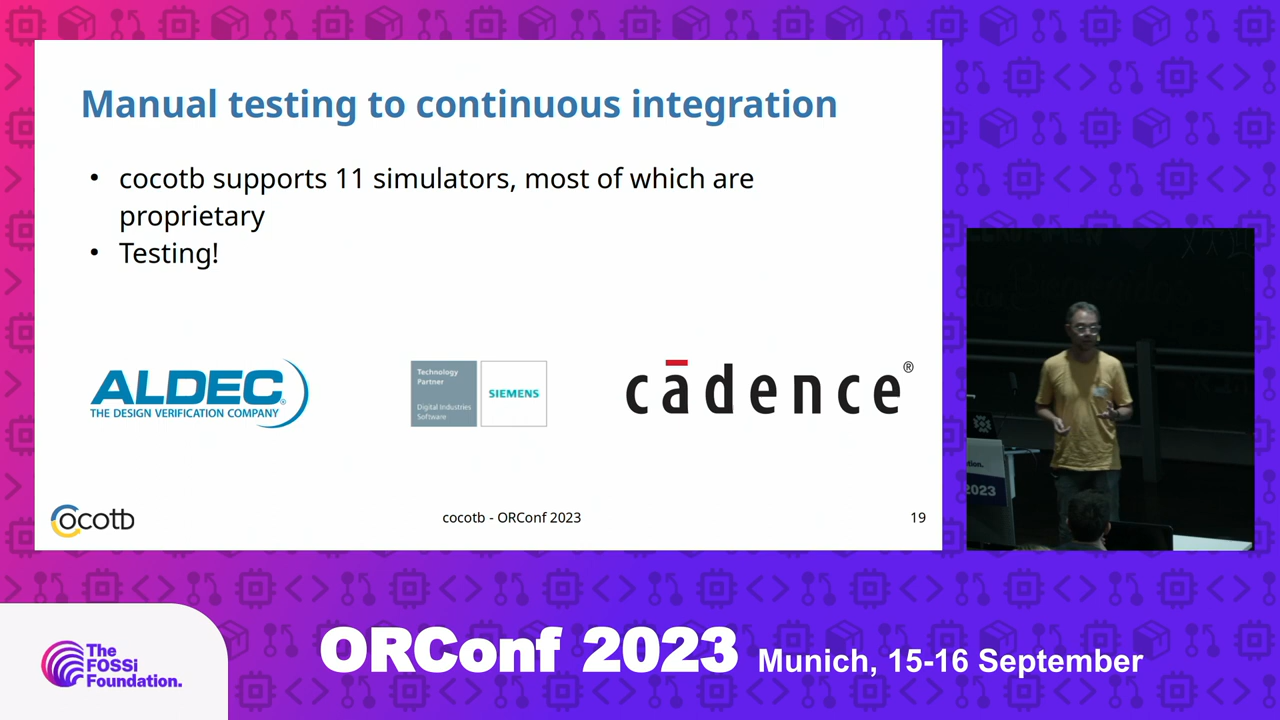 Manual testing to continuous integration
• cocotb supports 11 simulators, most of which are
proprietary
• Testing!
ALDEC®
THE DESIGN VERIFICATION COMPANY
Technology
Partner
Digital Industries
Software
SIEMENS
cādence®
cocotb
cocotb - ORConf 2023
19
2023
The
FOSSi
Foundation.
ORConf 2023
Munich, 15-16 September